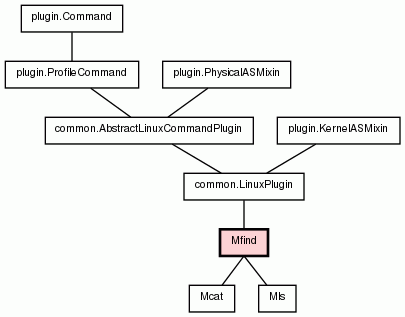 plugin.Command
plugin.ProfileCommand
plugin.PhysicalASMixin
common.AbstractLinuxCommandPlugin
plugin.KernelASMixin
common.LinuxPlugin
Mfind
Mcat
Mls